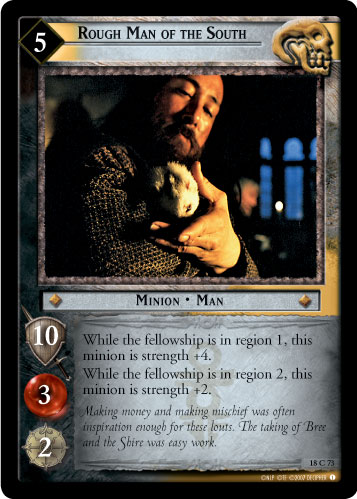 5
ROUGH MAN OF THE SOUTH
MINION • MAN
10
While the fellowship is in region 1, this
minion is strength +4.
3
While the fellowship is in region 2, this
minion is strength +2.
Making money and making mischief was often
inspiration enough for these louts. The taking of Bree
2
and the Shire was easy work.
18 C 73